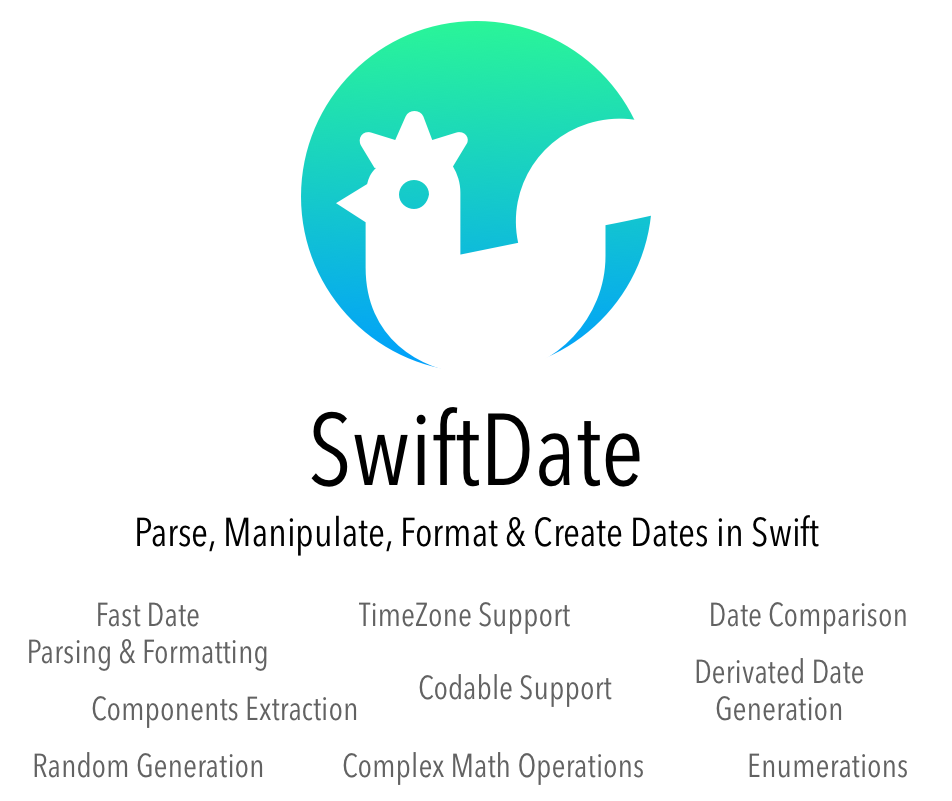 SwiftDate
Parse, Manipulate, Format & Create Dates in Swift
Fast Date
Parsing & Formatting
TimeZone Support
Date Comparison
Components Extraction
Codable Support
Derivated Date
Generation
Random Generation
Complex Math Operations
Enumerations